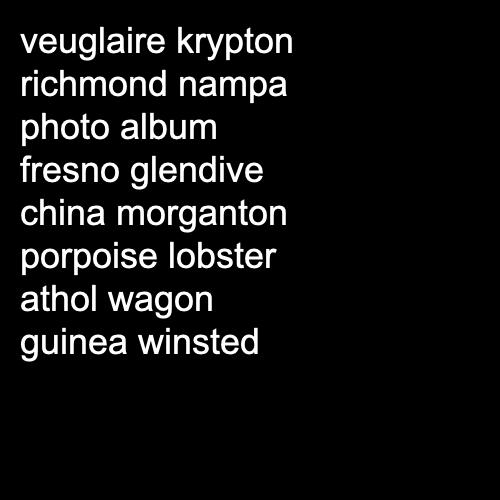 veuglaire krypton
richmond nampa
photo album
fresno glendive
china morganton
porpoise lobster
athol wagon
guinea winsted